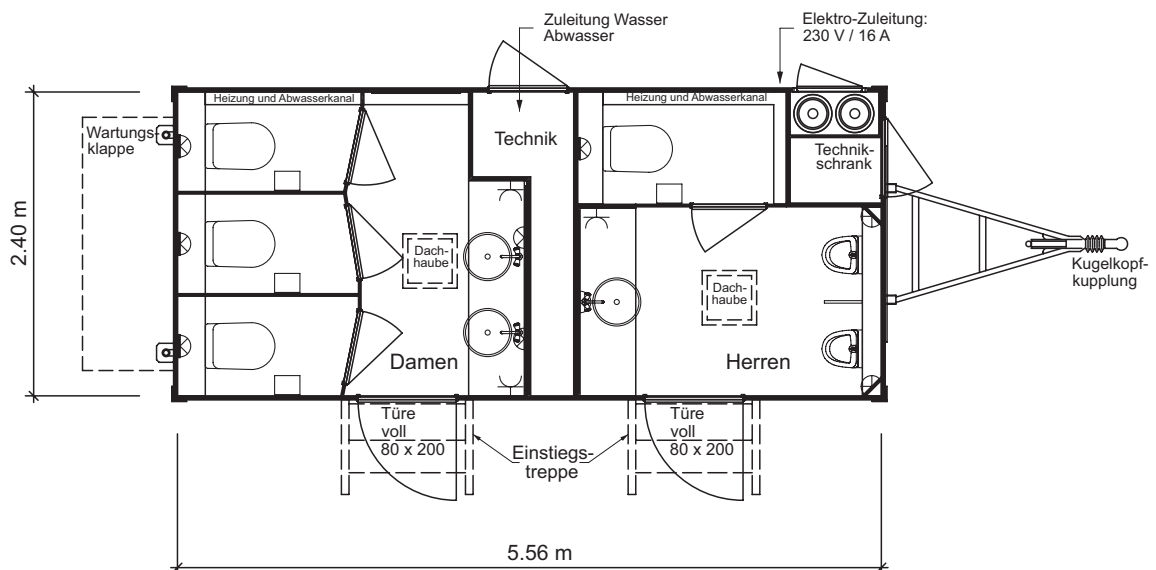 Zuleitung Wasser
Abwasser
Elektro-Zuleitung:
230 V / 16 A
Heizung und Abwasserkanal
Heizung und Abwasserkanal
Wartungs-
klappe
Technik
Technik-
schrank
2.40 m
Dach-
haube
Dach-
haube
Kugelkopf-
kupplung
Damen
Herren
Türe
voll
80 x 200
Türe
voll
80 x 200
Einstiegs-
treppe
5.56 m